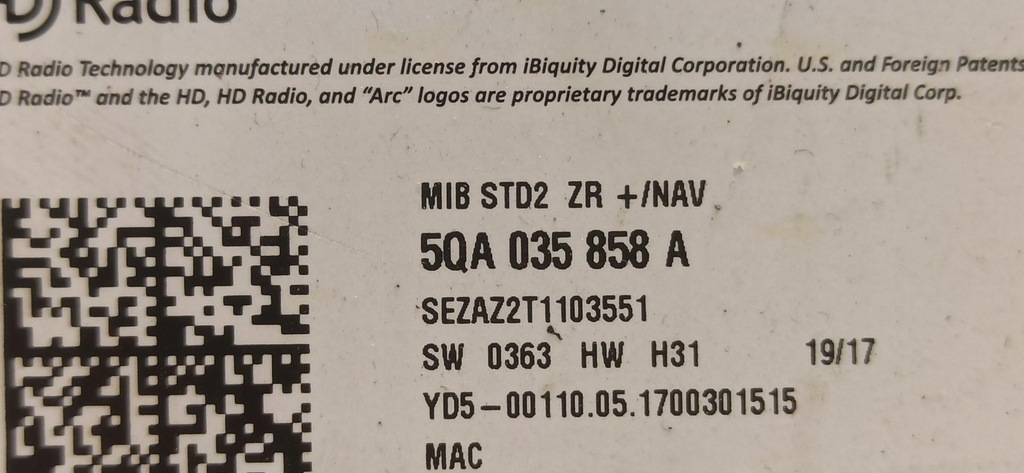 Radio
D Radio Technology manufactured under license from iBiquity Digital Corporation. U.S. and Foreign Patents
D Radio™ and the HD, HD Radio, and “Arc” logos are proprietary trademarks of iBiquity Digital Corp.
MIB STD2 ZR +/NAV
5QA 035 858 A
SEZAZ2T1103551
SW 0363 HW H31 19/17
YD5-00110.05.1700301515
MAC